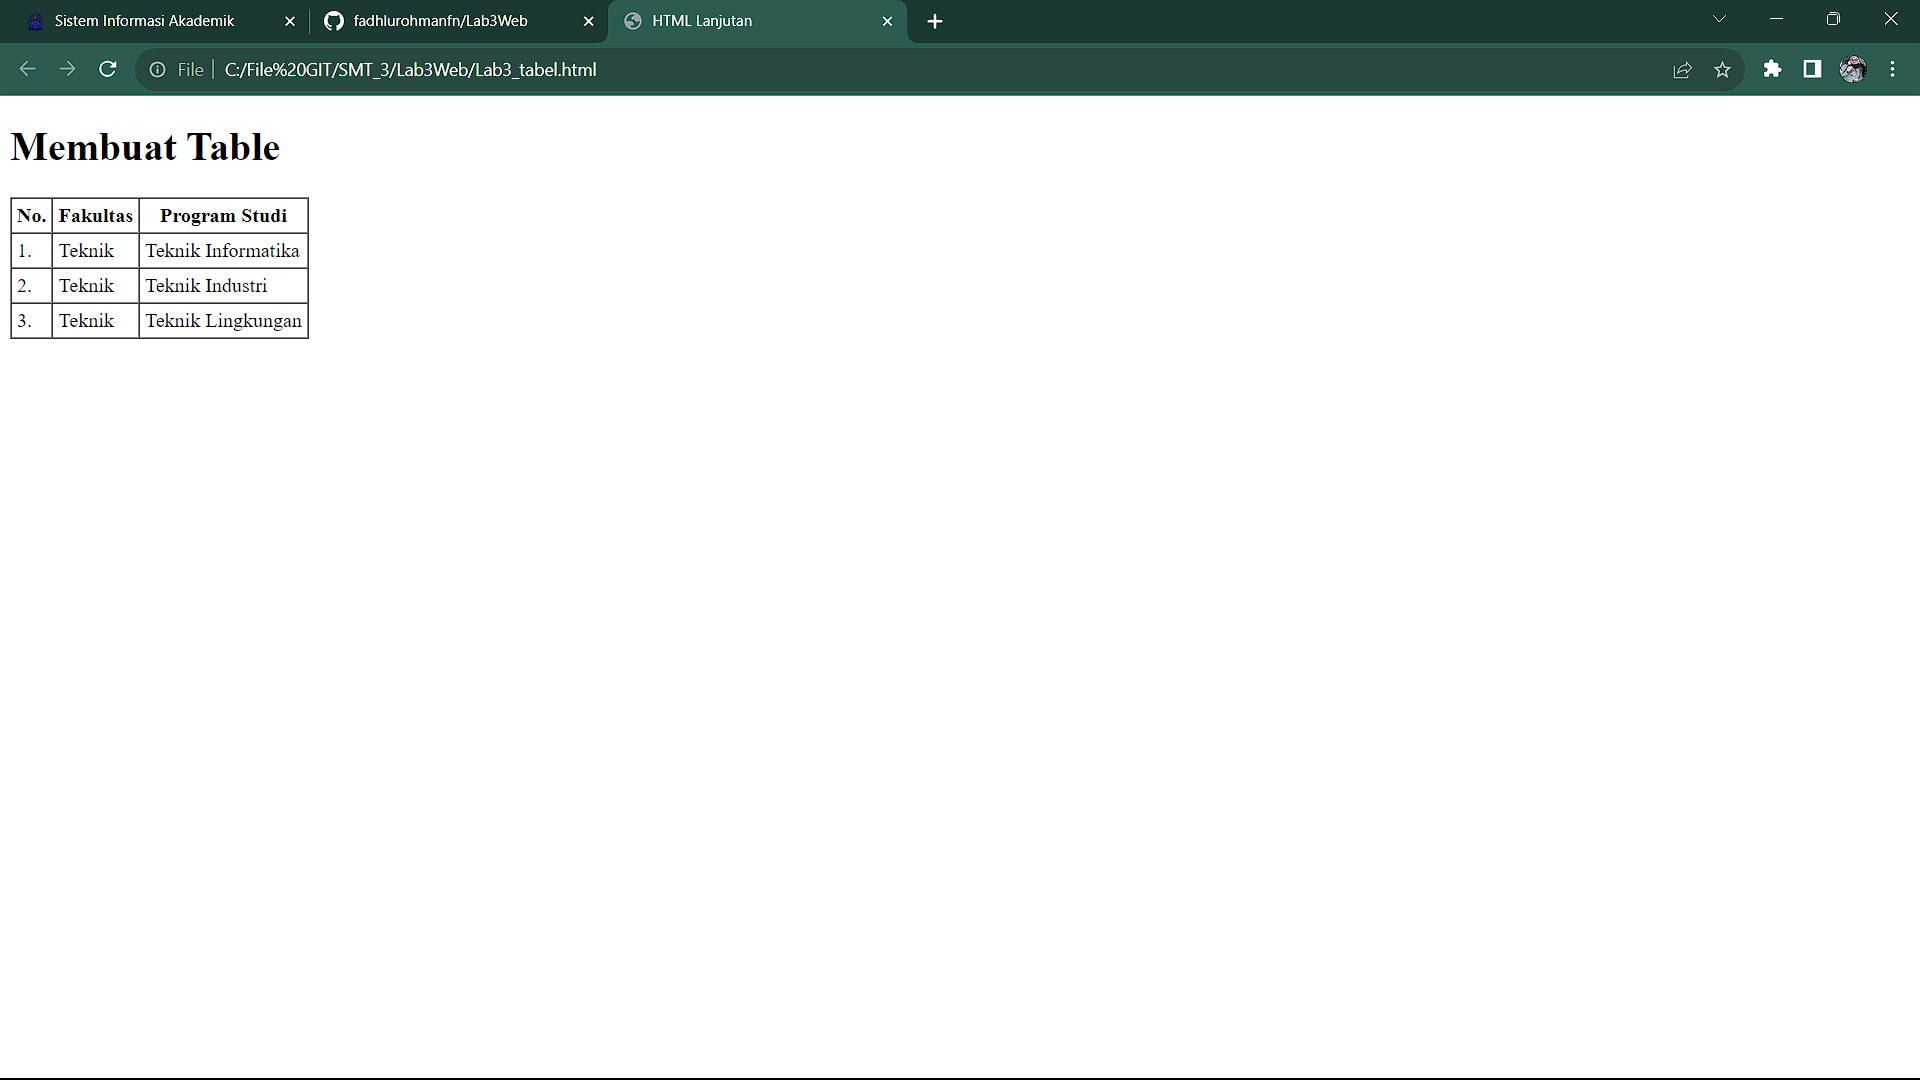 Sistem Informasi Akademik
fadhlurohmanfn/Lab3Web
HTML Lanjutan
File
C:/File%20GIT/SMT_3/Lab3Web/Lab3_tabel.html
Membuat Table
No. Fakultas Program Studi
1. Teknik Teknik Informatika
2. Teknik Teknik Industri
3. Teknik Teknik Lingkungan